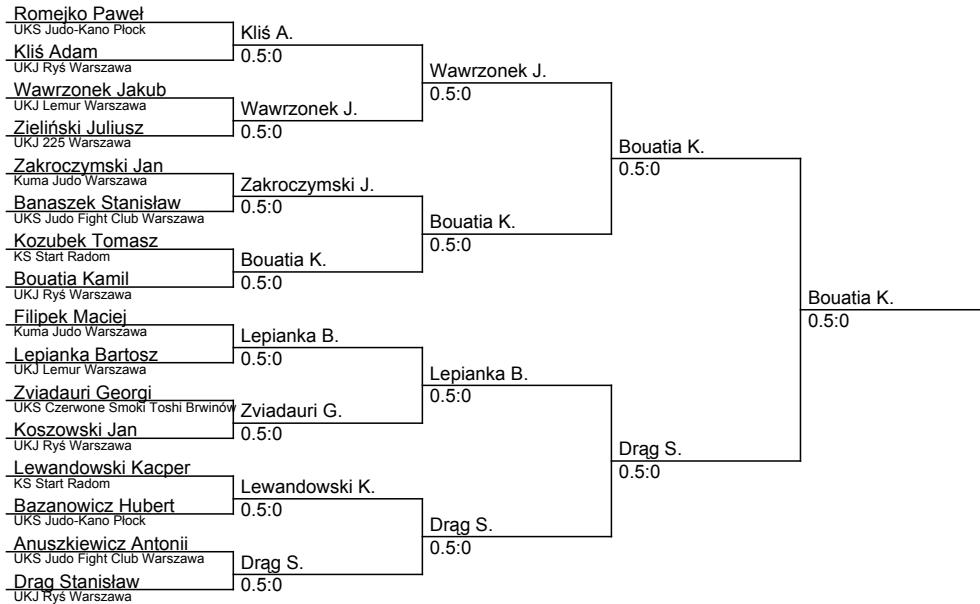 Romejko Paweł
UKS Judo-Kano Płock
Kliś Adam
UKJ Ryś Warszawa
Wawrzonek Jakub
UKJ Lemur Warszawa
Zieliński Juliusz
UKJ 225 Warszawa
Zakroczymski Jan
Kuma Judo Warszawa
Banaszek Stanisław
UKS Judo Fight Club Warszawa
Kozubek Tomasz
KS Start Radom
Bouatia Kamil
UKJ Ryś Warszawa
Filipek Maciej
Kuma Judo Warszawa
Lepianka Bartosz
UKJ Lemur Warszawa
Zviadauri Georgi
UKS Czerwone Smoki Toshi Brwinów
Koszowski Jan
UKJ Ryś Warszawa
Lewandowski Kacper
KS Start Radom
Bazanowicz Hubert
UKS Judo-Kano Płock
Anuszkiewicz Antonii
UKS Judo Fight Club Warszawa
Drąg Stanisław
UKJ Ryś Warszawa
Kliś A.
0.5:0
Wawrzonek J.
0.5:0
Zakroczymski J.
0.5:0
Bouatia K.
0.5:0
Lepianka B.
0.5:0
Zviadauri G.
0.5:0
Lewandowski K.
0.5:0
Drąg S.
0.5:0
Wawrzonek J.
0.5:0
Bouatia K.
0.5:0
Lepianka B.
0.5:0
Drąg S.
0.5:0
Bouatia K.
0.5:0
Drąg S.
0.5:0
Bouatia K.
0.5:0